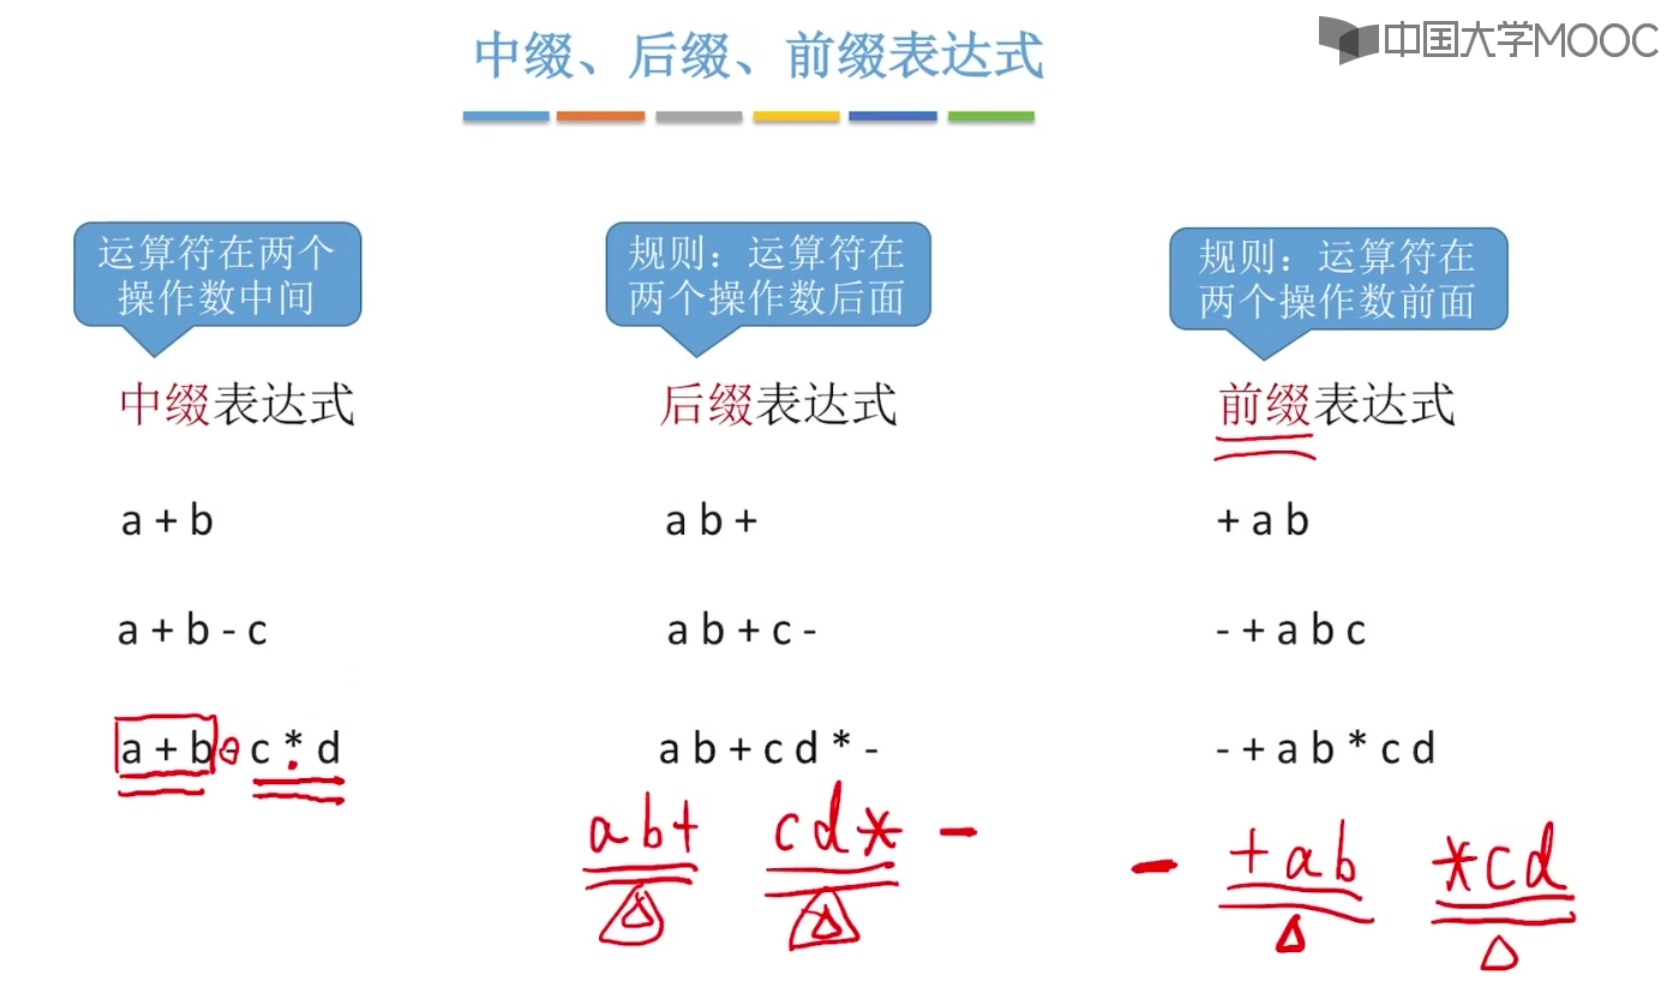 中国大学MOOC
中缀、后缀、前缀表达式
运算符在两个
操作数中间
规则：运算符在
两个操作数后面
规则：运算符在
两个操作数前面
中缀表达式
后缀表达式
前缀表达式
a + b
a b +
+ a b
a + b - c
a b + c -
- + a b c
a + b - c * d
a b + c d * -
- + a b * c d
ab+ cd* -
- +ab *cd